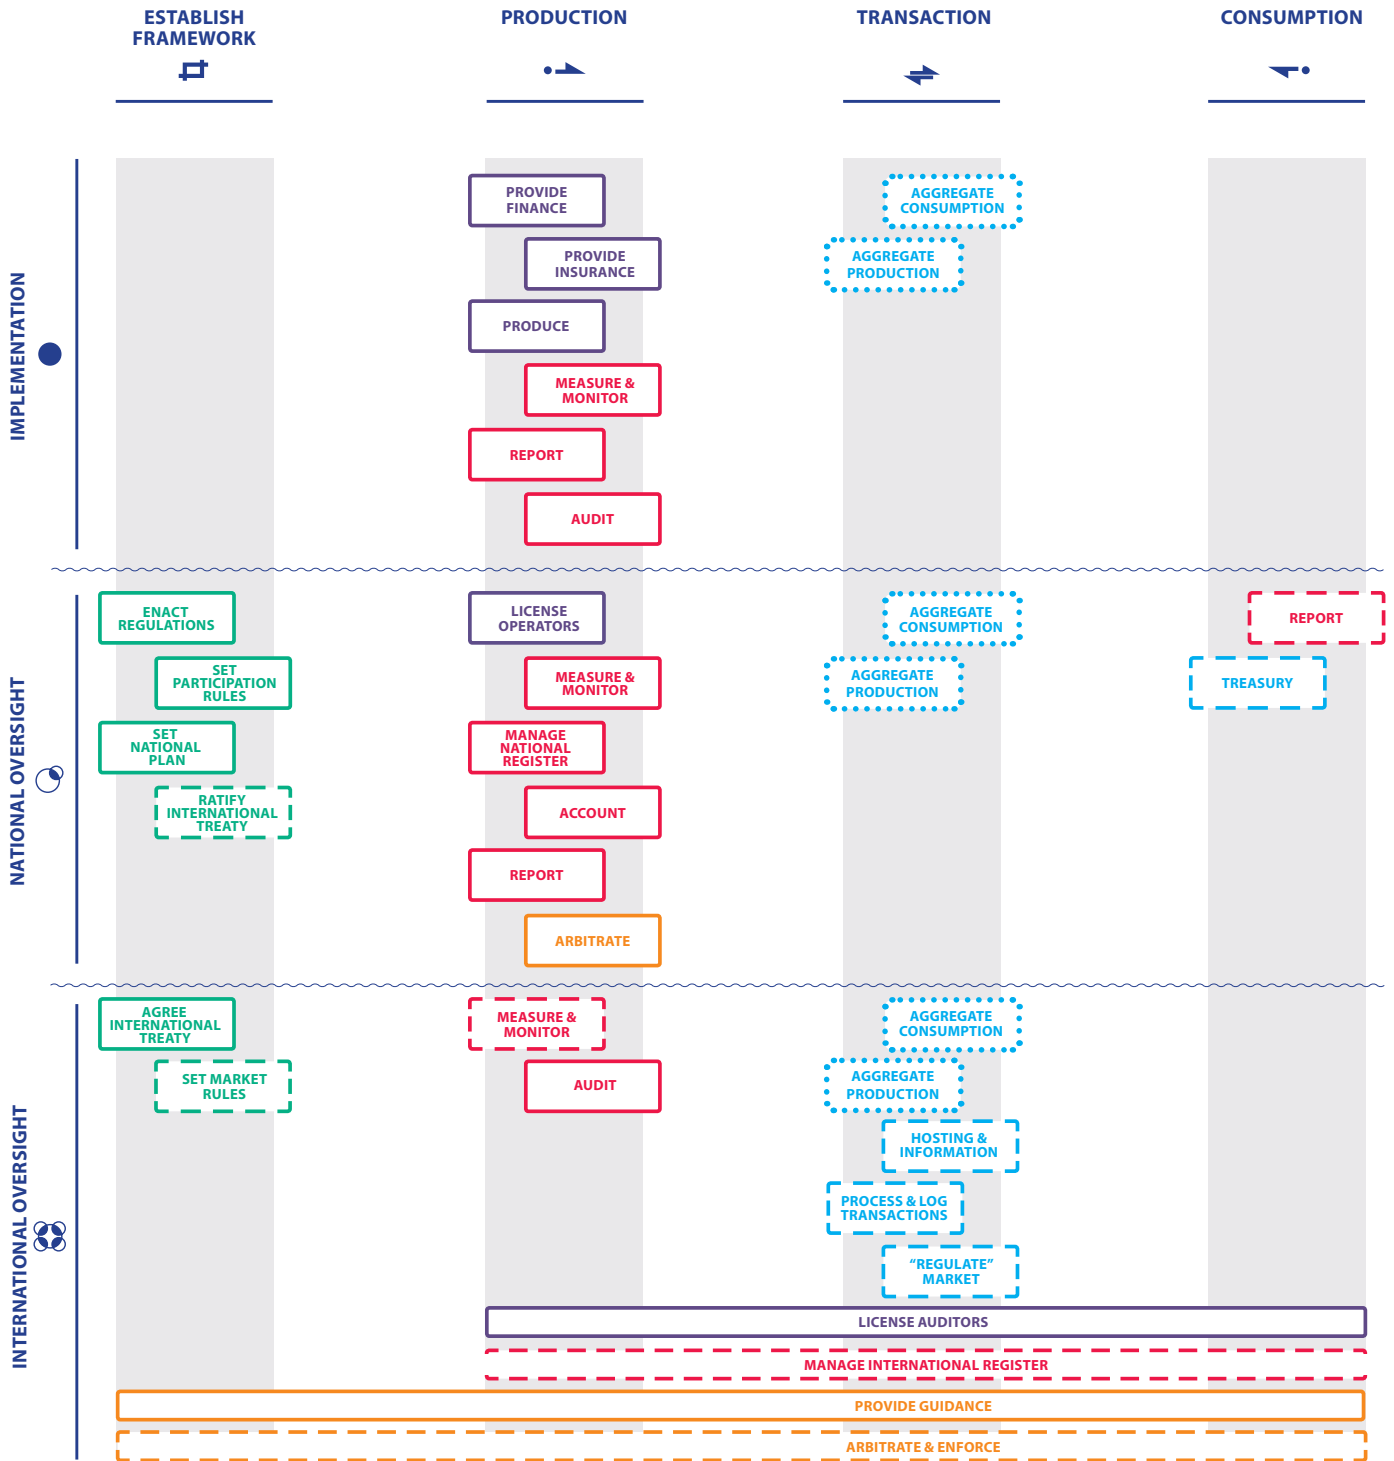 ESTABLISH
FRAMEWORK
PRODUCTION
TRANSACTION
CONSUMPTION
IMPLEMENTATION
PROVIDE
FINANCE
PROVIDE
INSURANCE
PRODUCE
MEASURE &
MONITOR
REPORT
AUDIT
AGGREGATE
CONSUMPTION
AGGREGATE
PRODUCTION
NATIONAL OVERSIGHT
ENACT
REGULATIONS
SET
PARTICIPATION
RULES
SET
NATIONAL
PLAN
RATIFY
INTERNATIONAL
TREATY
LICENSE
OPERATORS
MEASURE &
MONITOR
MANAGE
NATIONAL
REGISTER
ACCOUNT
REPORT
ARBITRATE
AGGREGATE
CONSUMPTION
AGGREGATE
PRODUCTION
REPORT
TREASURY
INTERNATIONAL OVERSIGHT
AGREE
INTERNATIONAL
TREATY
SET MARKET
RULES
MEASURE &
MONITOR
AUDIT
AGGREGATE
CONSUMPTION
AGGREGATE
PRODUCTION
HOSTING &
INFORMATION
PROCESS & LOG
TRANSACTIONS
“REGULATE”
MARKET
LICENSE AUDITORS
MANAGE INTERNATIONAL REGISTER
PROVIDE GUIDANCE
ARBITRATE & ENFORCE